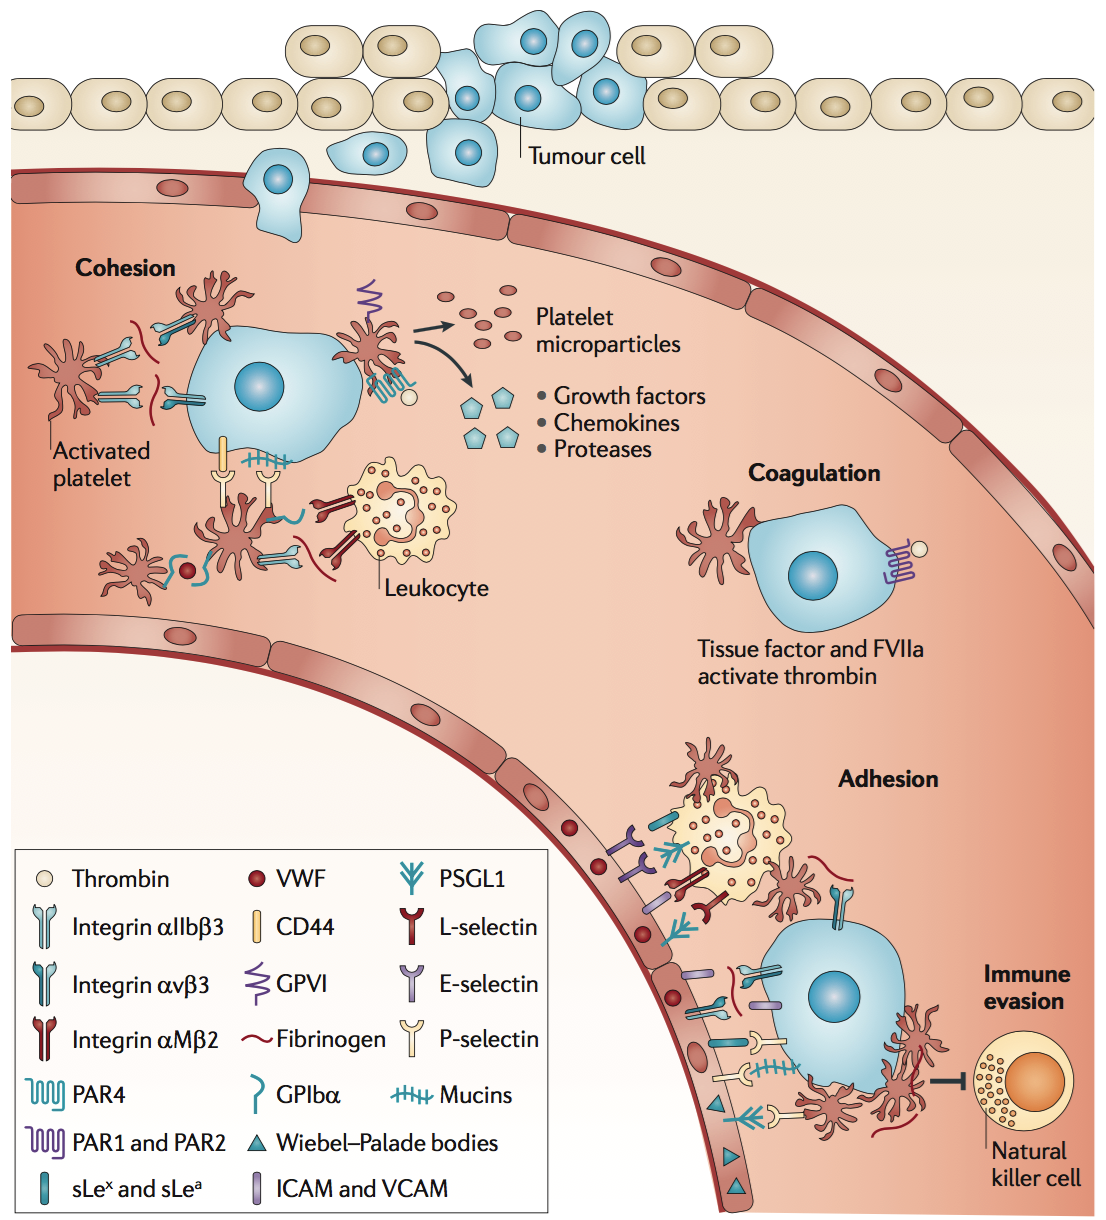 Tumour cell
Cohesion
Platelet
microparticles
• Growth factors
• Chemokines
• Proteases
Activated
platelet
Leukocyte
Coagulation
Tissue factor and FVIIa
activate thrombin
Adhesion
Immune
evasion
Natural
killer cell
Thrombin
VWF
PSGL1
Integrin αIIbβ3
CD44
L-selectin
Integrin αvβ3
GPVI
E-selectin
Integrin αMβ2
Fibrinogen
P-selectin
PAR4
GPIbα
Mucins
PAR1 and PAR2
Wiebel–Palade bodies
sLeˣ and sLeᵃ
ICAM and VCAM